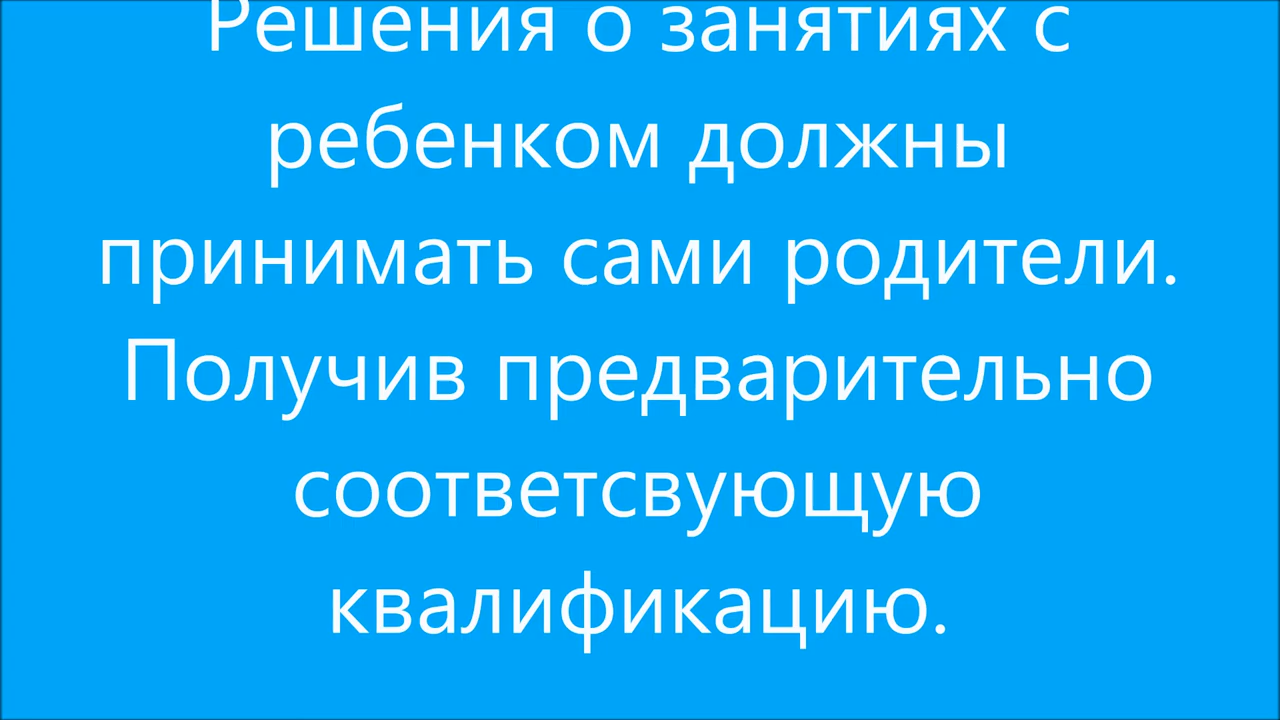 Решения о занятиях с
ребенком должны
принимать сами родители.
Получив предварительно
соответсвующую
квалификацию.